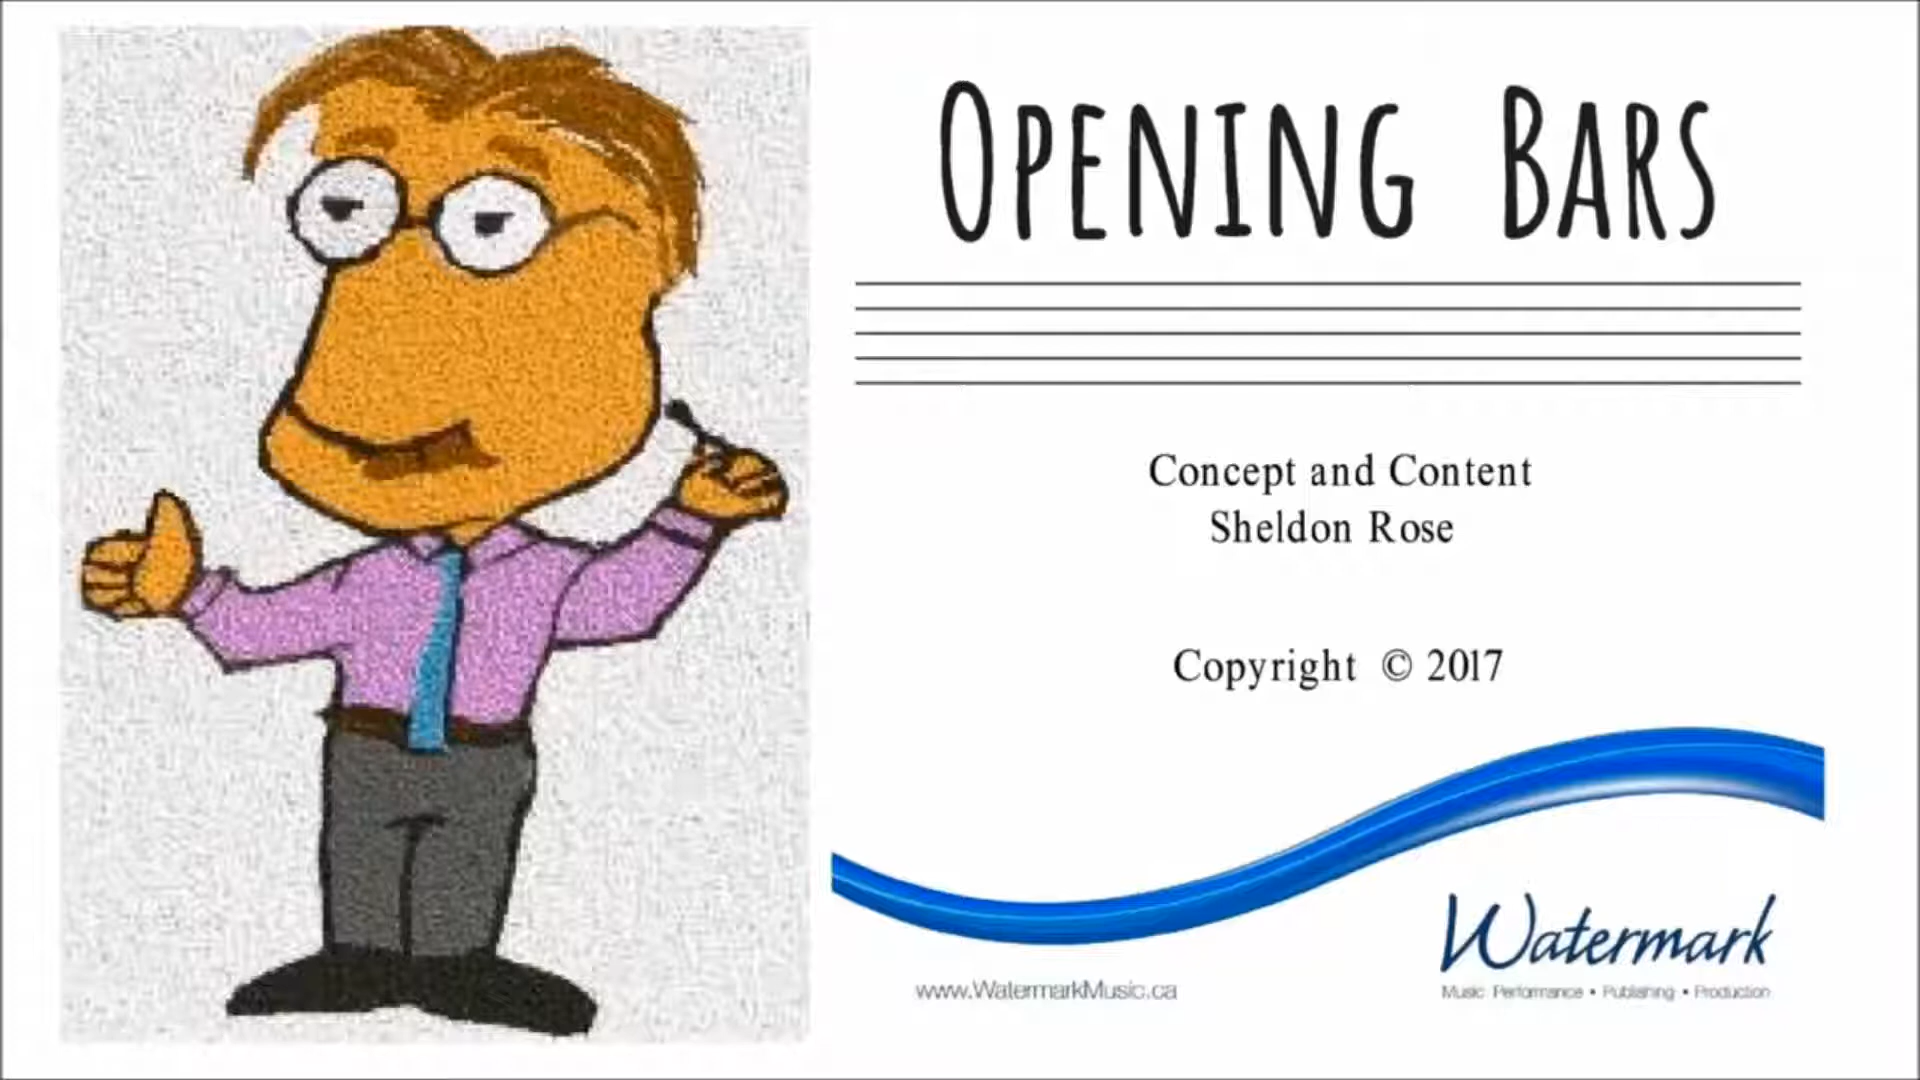 Opening Bars
Concept and Content
Sheldon Rose
Copyright © 2017
Watermark
www.WatermarkMusic.ca
Music Performance • Publishing • Production